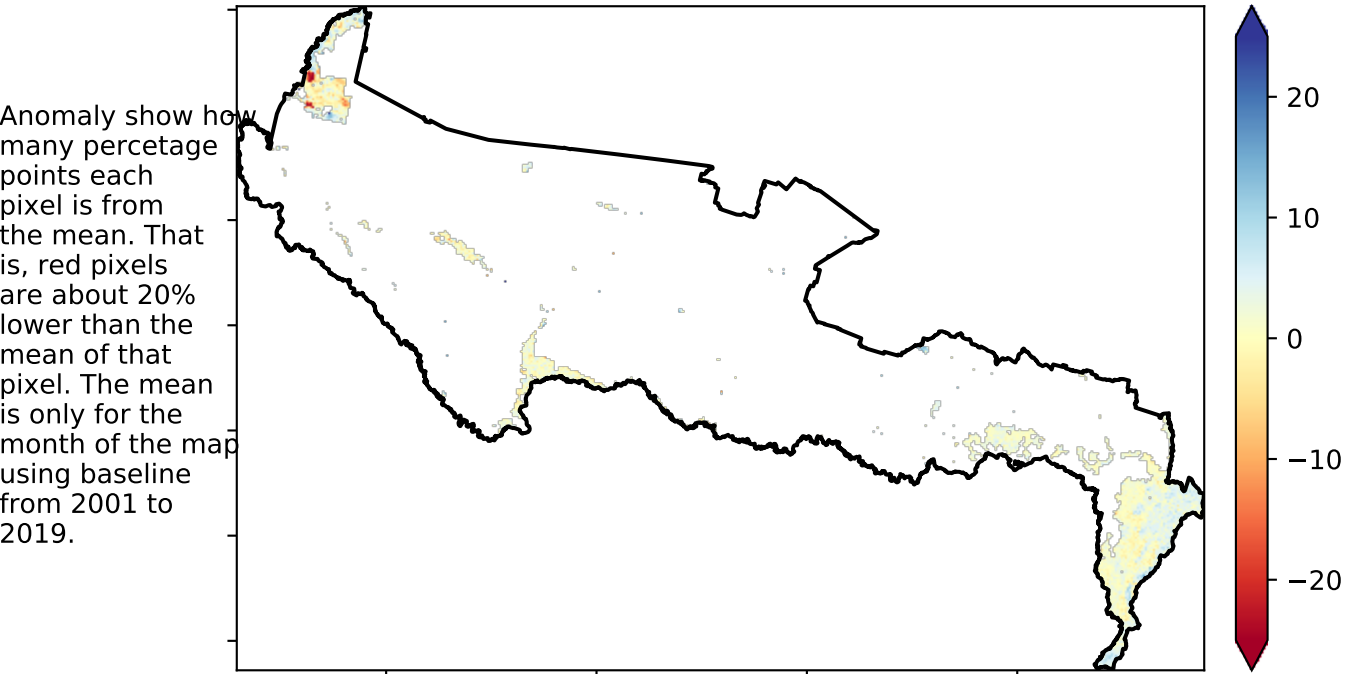 Anomaly show how
many percetage
points each
pixel is from
the mean. That
is, red pixels
are about 20%
lower than the
mean of that
pixel. The mean
is only for the
month of the map
using baseline
from 2001 to
2019.
20
10
0
−10
−20